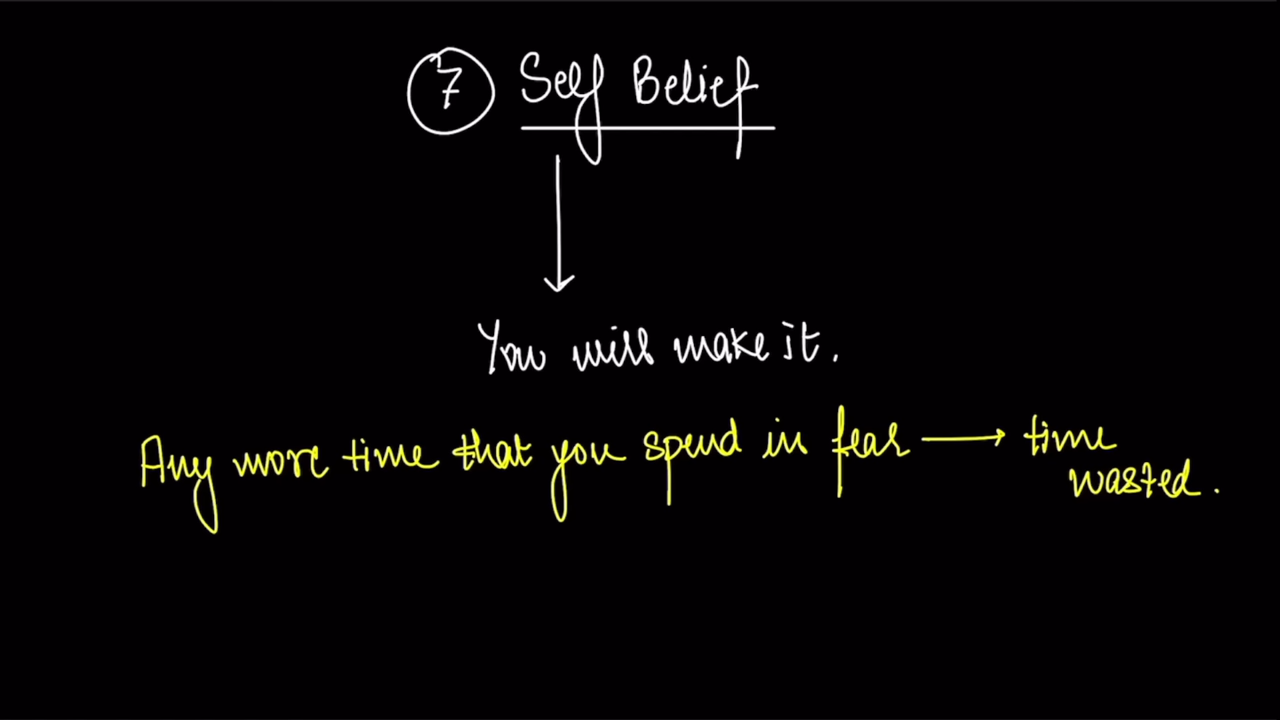 7 Self Belief
You will make it.
Any more time that you spend in fear → time
wasted.